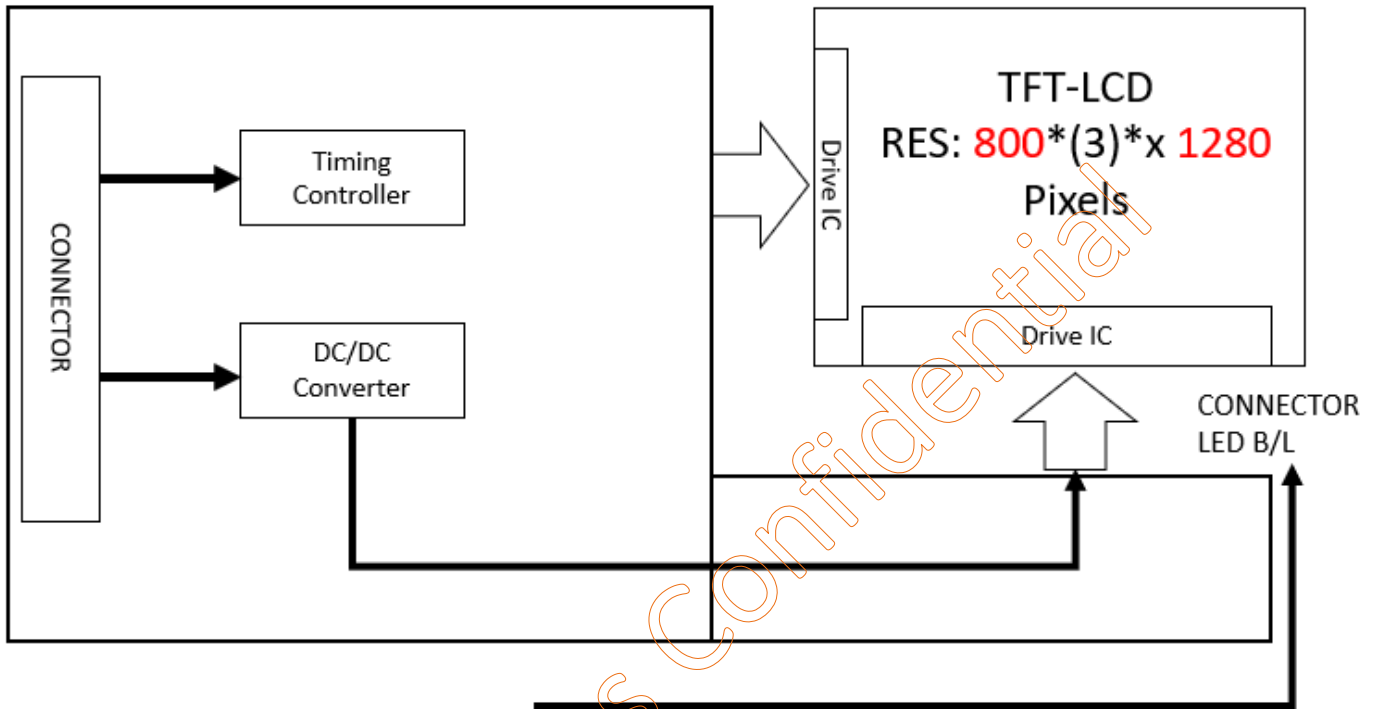 CONNECTOR
Timing
Controller
DC/DC
Converter
Drive IC
TFT-LCD
RES: 800*(3)*x 1280
Pixels
Drive IC
CONNECTOR
LED B/L
s Confidential